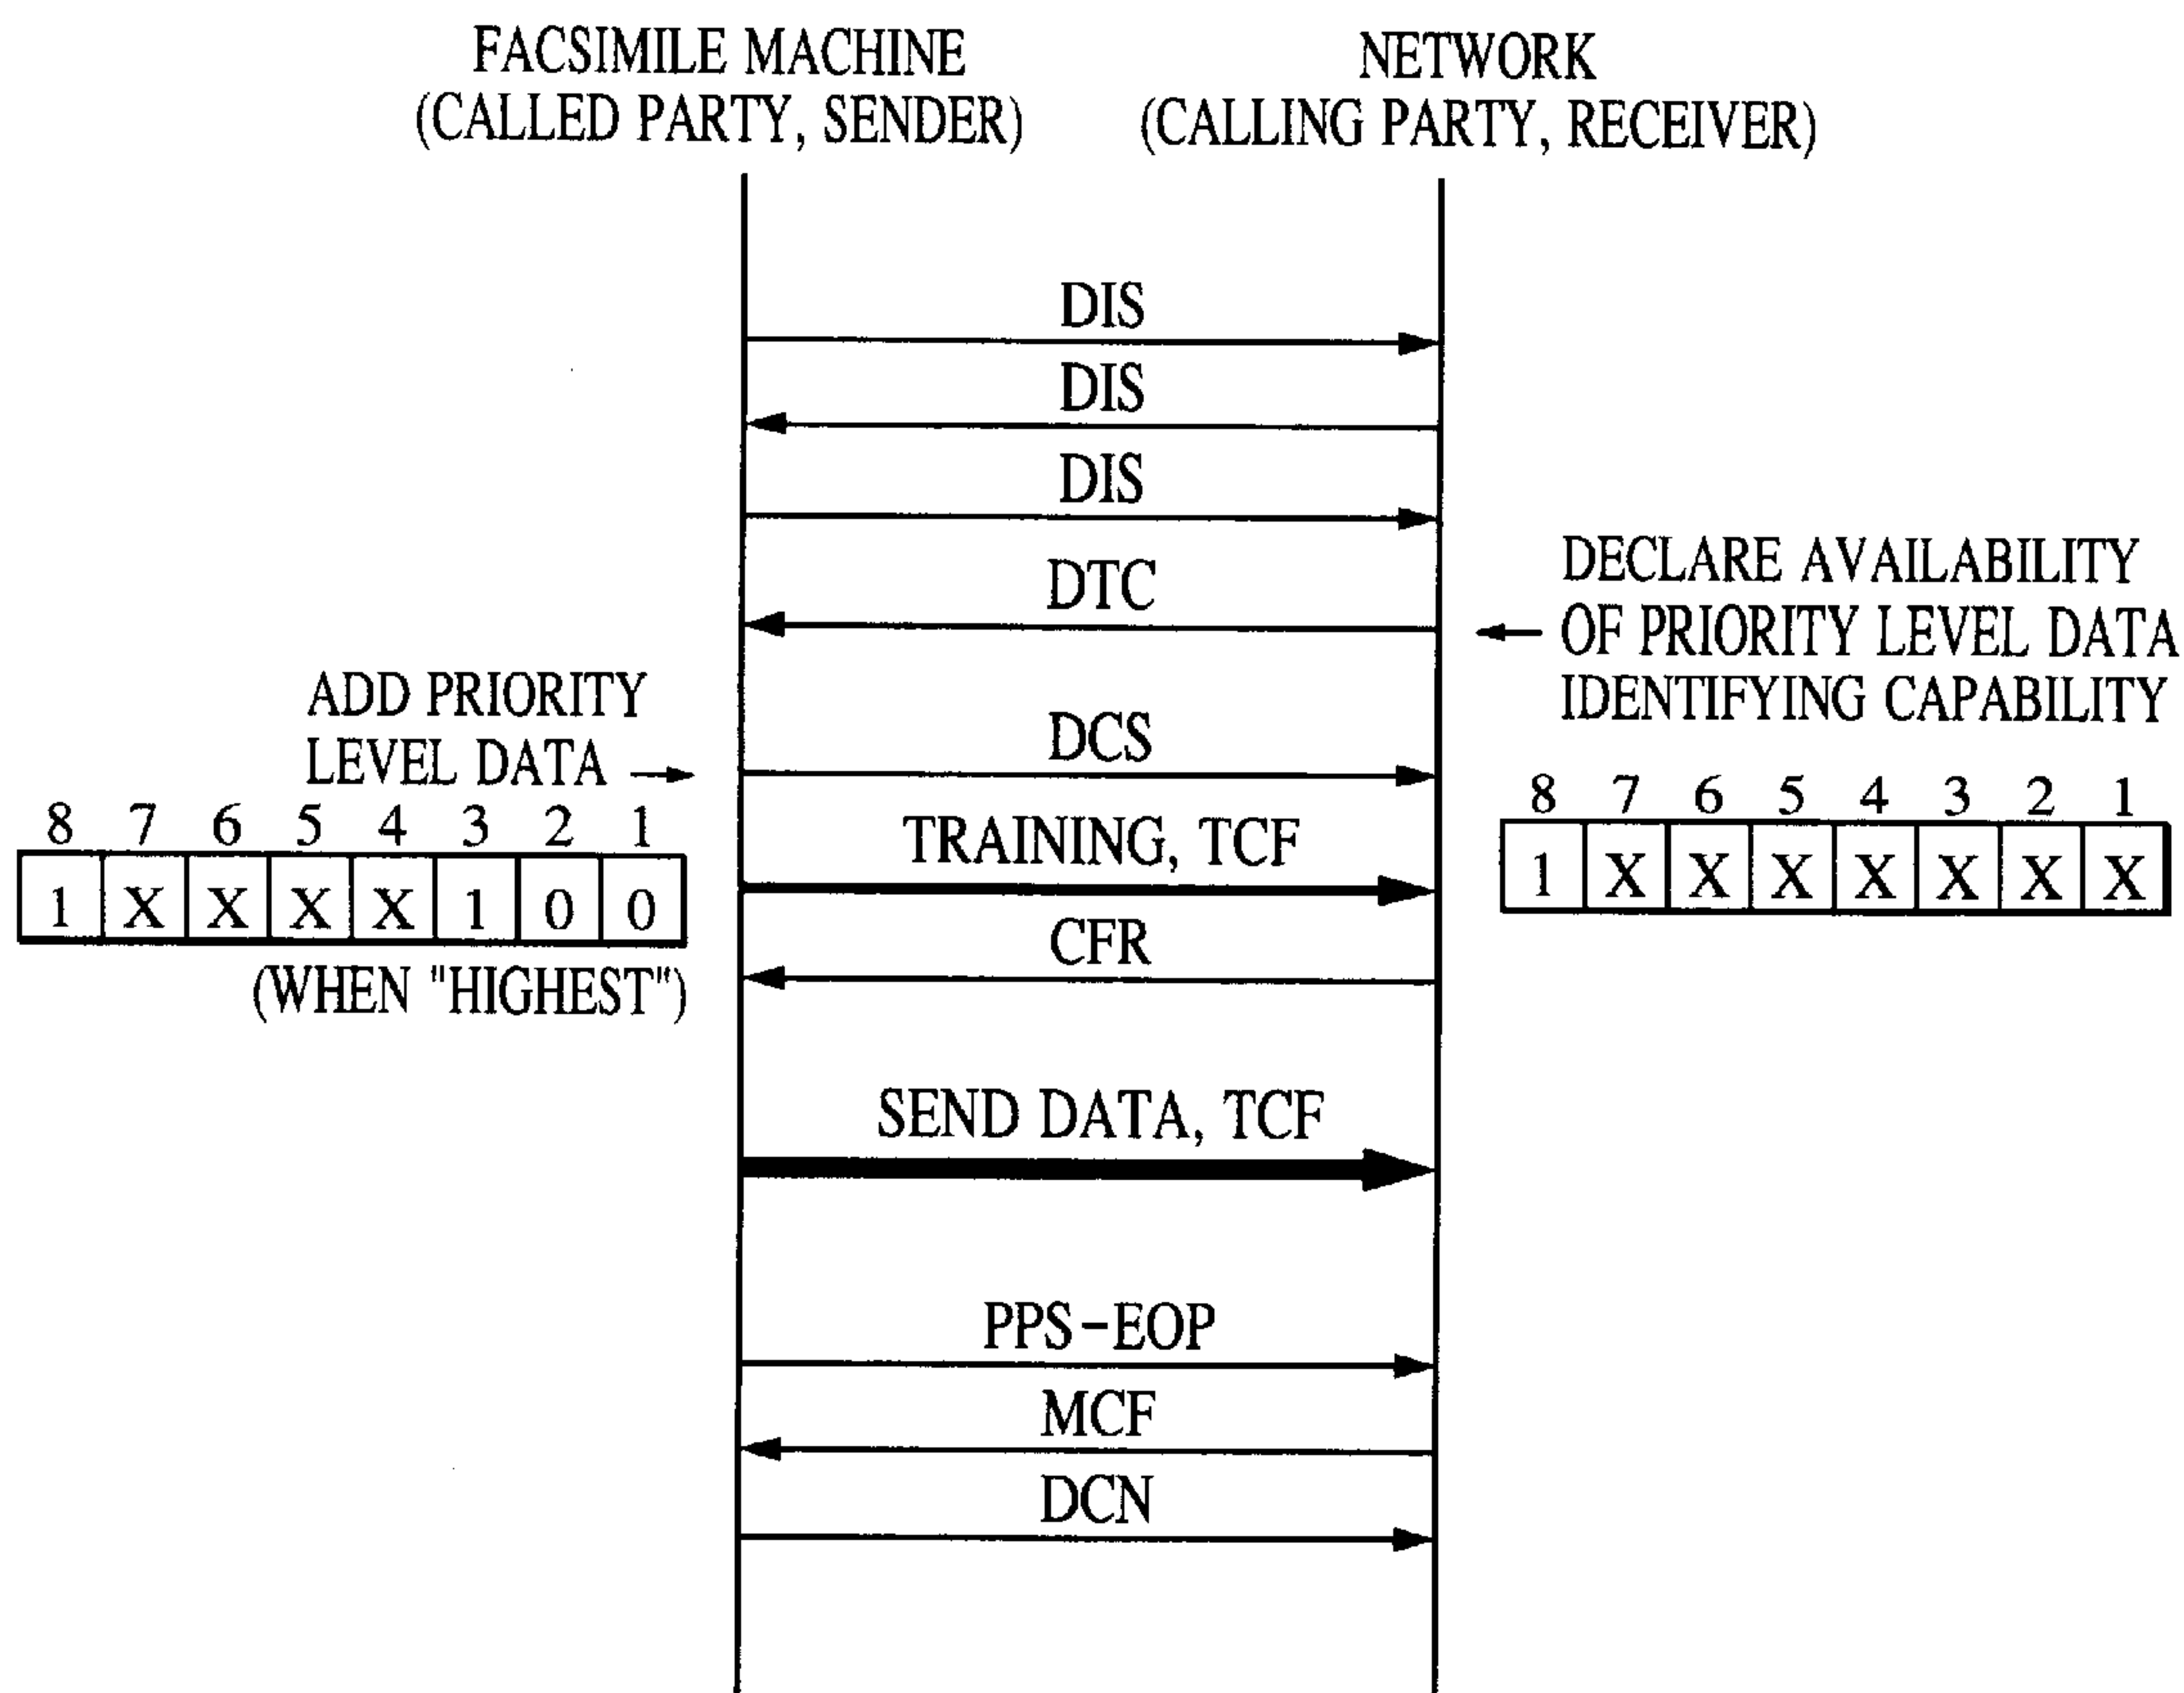 FACSIMILE MACHINE
(CALLED PARTY, SENDER)
NETWORK
(CALLING PARTY, RECEIVER)
DIS
DIS
DIS
DTC
DECLARE AVAILABILITY
OF PRIORITY LEVEL DATA
IDENTIFYING CAPABILITY
ADD PRIORITY
LEVEL DATA
DCS
8 7 6 5 4 3 2 1
1 X X X X 1 0 0
(WHEN "HIGHEST")
8 7 6 5 4 3 2 1
1 X X X X X X X
TRAINING, TCF
CFR
SEND DATA, TCF
PPS-EOP
MCF
DCN